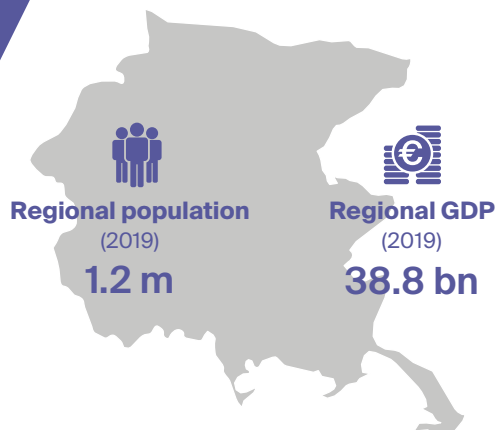 €
Regional population
(2019)
1.2 m
Regional GDP
(2019)
38.8 bn